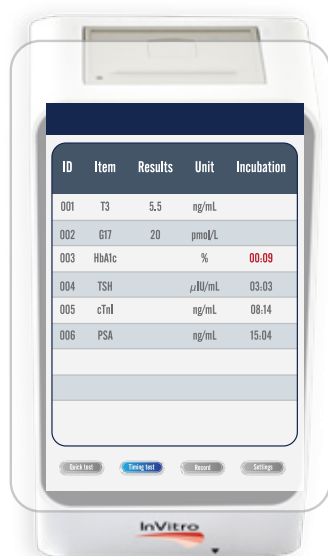 ID Item Results Unit Incubation
001 T3 5.5 ng/mL
002 G17 20 pmol/L
003 HbA1c % 00:09
004 TSH μIU/mL 03:03
005 cTnI ng/mL 08:14
006 PSA ng/mL 15:04
Quick test Timing test Record Settings
InVitro